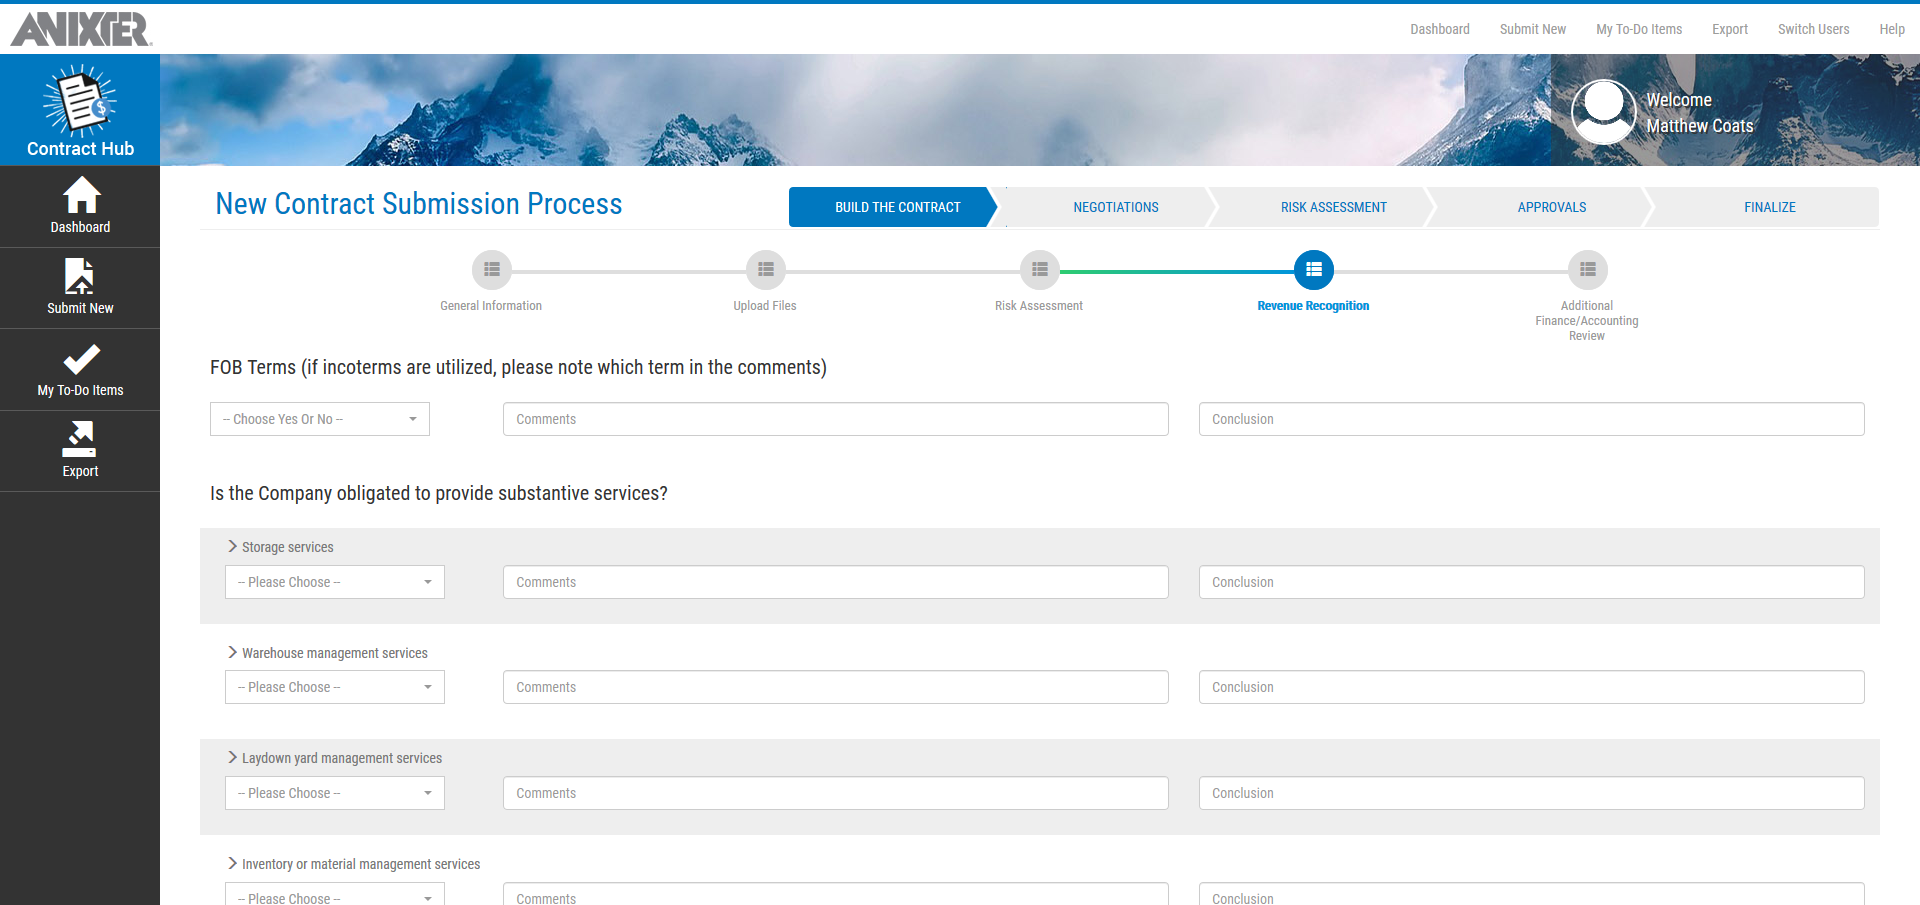 ANIXTER
Dashboard
Submit New
My To-Do Items
Export
Switch Users
Help
Contract Hub
Welcome
Matthew Coats
Dashboard
Submit New
My To-Do Items
Export
New Contract Submission Process
BUILD THE CONTRACT
NEGOTIATIONS
RISK ASSESSMENT
APPROVALS
FINALIZE
General Information
Upload Files
Risk Assessment
Revenue Recognition
Additional
Finance/Accounting
Review
FOB Terms (if incoterms are utilized, please note which term in the comments)
-- Choose Yes Or No --
Comments
Conclusion
Is the Company obligated to provide substantive services?
Storage services
-- Please Choose --
Comments
Conclusion
Warehouse management services
-- Please Choose --
Comments
Conclusion
Laydown yard management services
-- Please Choose --
Comments
Conclusion
Inventory or material management services
-- Please Choose --
Comments
Conclusion